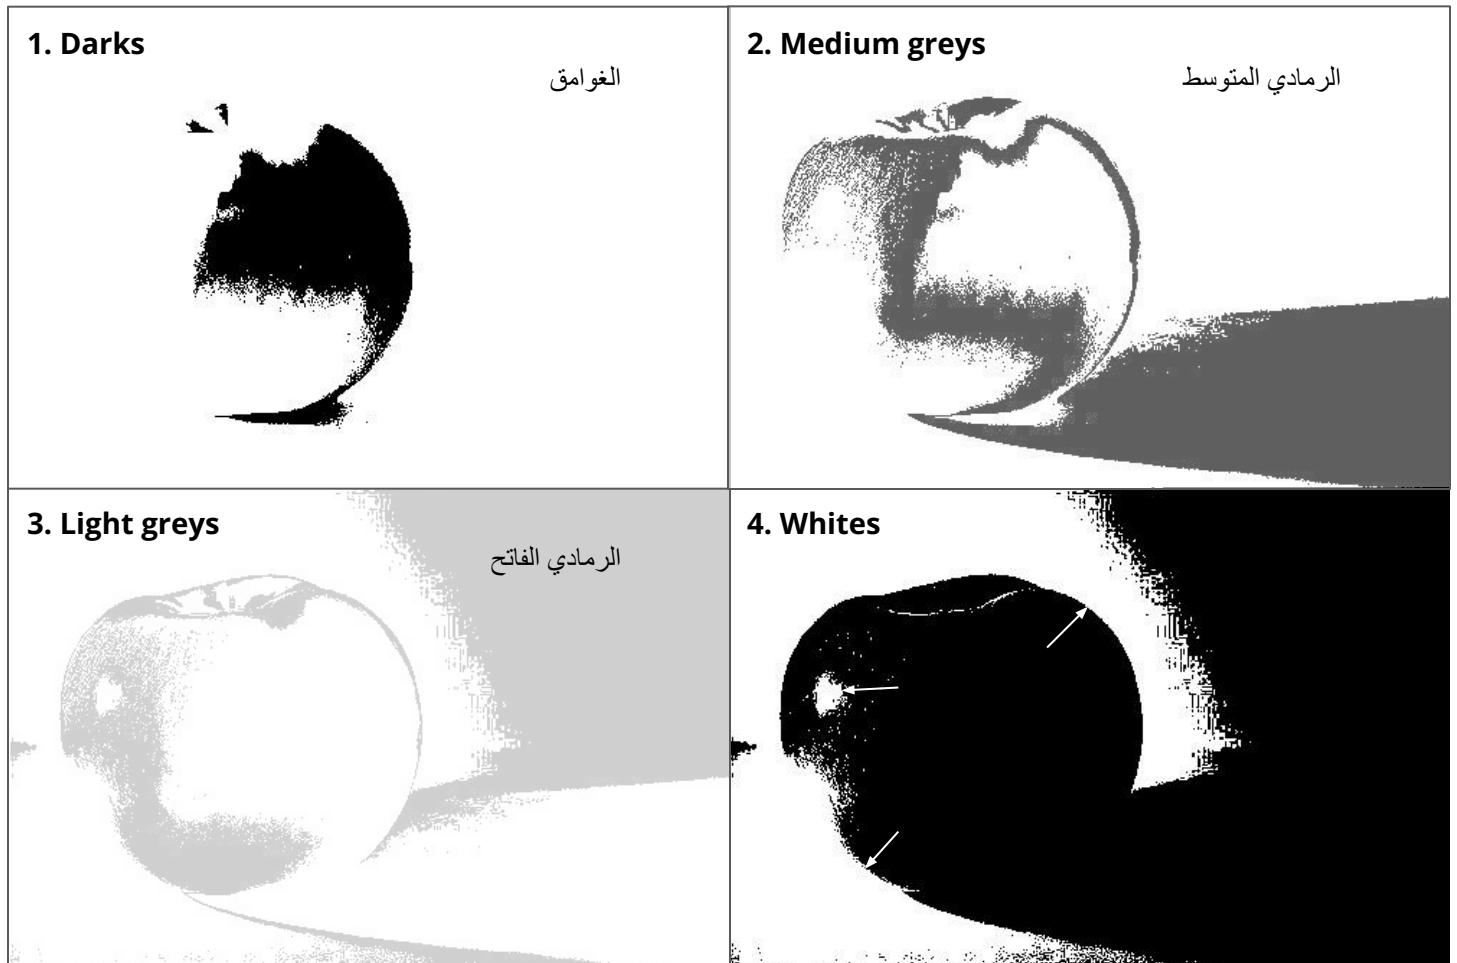 1. Darks
الغوامق
2. Medium greys
الرمادي المتوسط
3. Light greys
الرمادي الفاتح
4. Whites